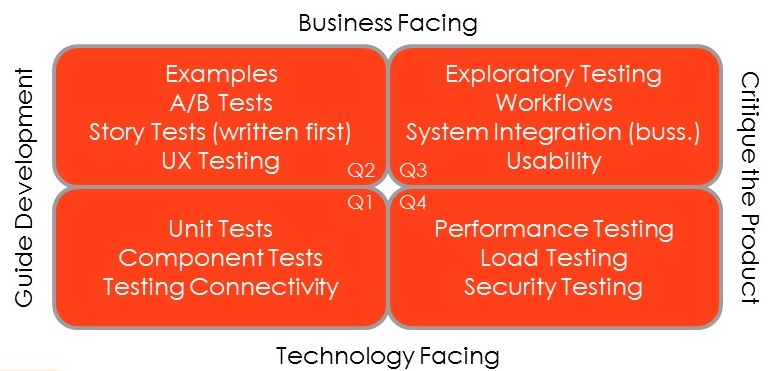 Business Facing
Guide Development
Examples
A/B Tests
Story Tests (written first)
UX Testing
Q2
Exploratory Testing
Workflows
System Integration (buss.)
Usability
Q3
Critique the Product
Q1
Unit Tests
Component Tests
Testing Connectivity
Q4
Performance Testing
Load Testing
Security Testing
Technology Facing